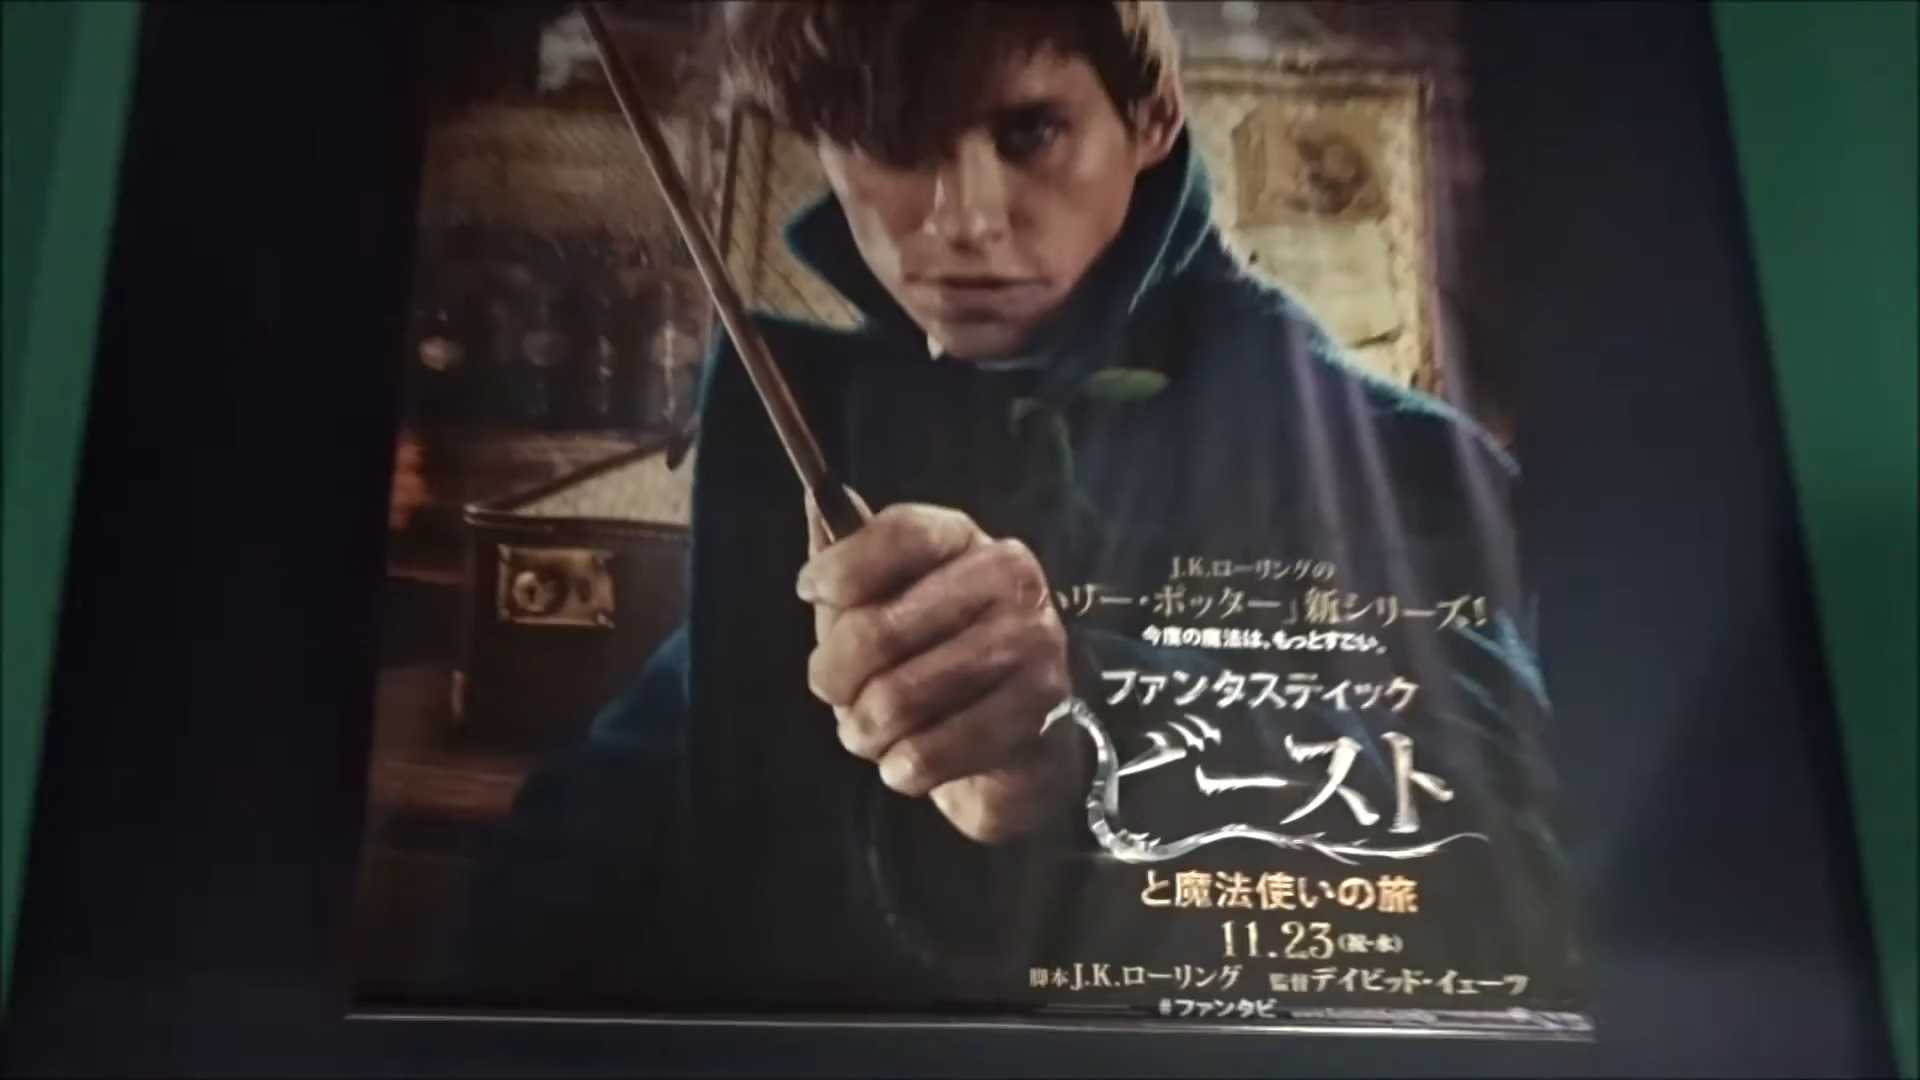 J.K.ローリングの
ハリー・ポッター」新シリーズ!
今度の魔法は、もっとすごい。
ファンタスティック
ビースト
と魔法使いの旅
11.23(祝・水)
脚本J.K.ローリング 監督デイビッド・イェーツ
#ファンタビ